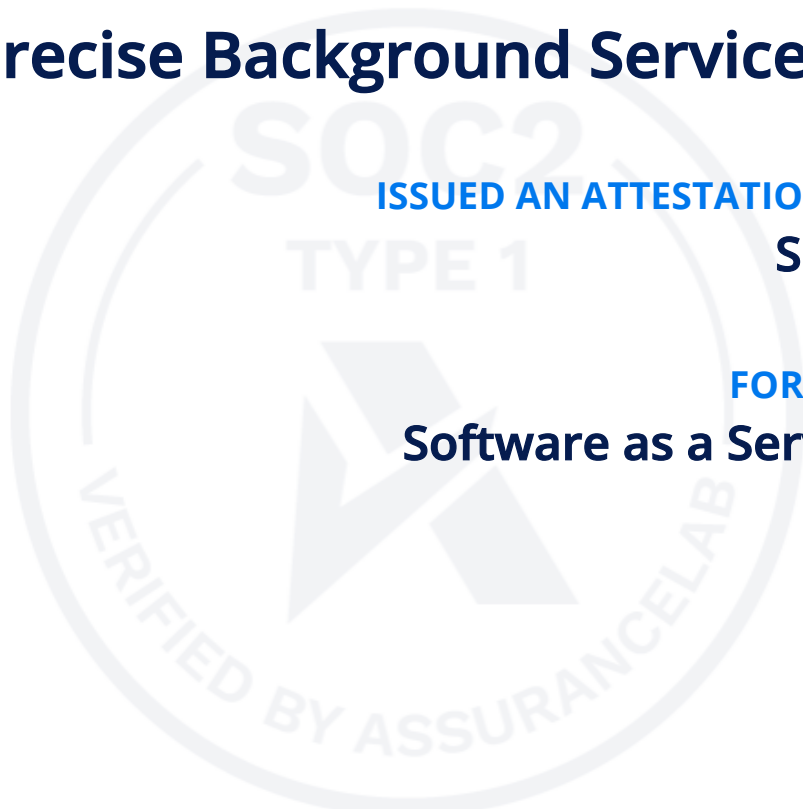 recise Background Service
SOC2
ISSUED AN ATTESTATIO
TYPE 1
S
FOR
Software as a Ser
VERIFIED BY ASSURANCELAB